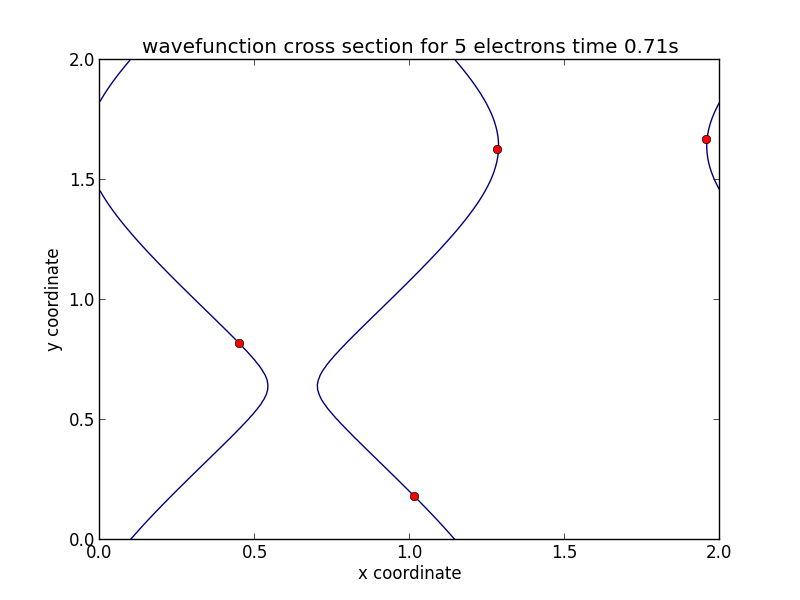 wavefunction cross section for 5 electrons time 0.71s
2.0
1.5
1.0
0.5
0.0
y coordinate
0.0 0.5 1.0 1.5 2.0
x coordinate